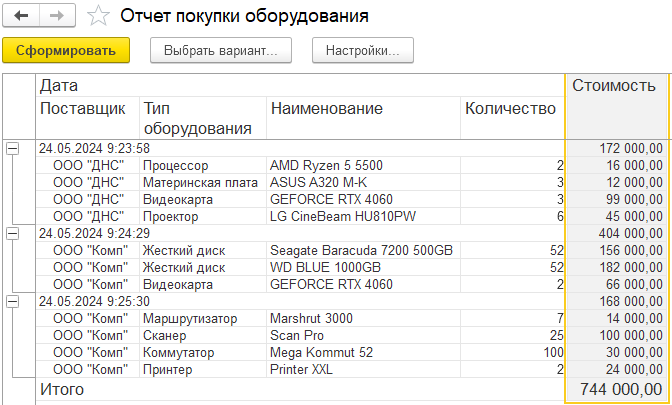 Отчет покупки оборудования
Сформировать Выбрать вариант... Настройки...
Дата Стоимость
Поставщик Тип оборудования Наименование Количество
24.05.2024 9:23:58 172 000,00
ООО "ДНС" Процессор AMD Ryzen 5 5500 2 16 000,00
ООО "ДНС" Материнская плата ASUS A320 M-K 3 12 000,00
ООО "ДНС" Видеокарта GEFORCE RTX 4060 3 99 000,00
ООО "ДНС" Проектор LG CineBeam HU810PW 6 45 000,00
24.05.2024 9:24:29 404 000,00
ООО "Комп" Жесткий диск Seagate Baracuda 7200 500GB 52 156 000,00
ООО "Комп" Жесткий диск WD BLUE 1000GB 52 182 000,00
ООО "Комп" Видеокарта GEFORCE RTX 4060 2 66 000,00
24.05.2024 9:25:30 168 000,00
ООО "Комп" Маршрутизатор Marshrut 3000 7 14 000,00
ООО "Комп" Сканер Scan Pro 25 100 000,00
ООО "Комп" Коммутатор Mega Kommut 52 100 30 000,00
ООО "Комп" Принтер Printer XXL 2 24 000,00
Итого 744 000,00